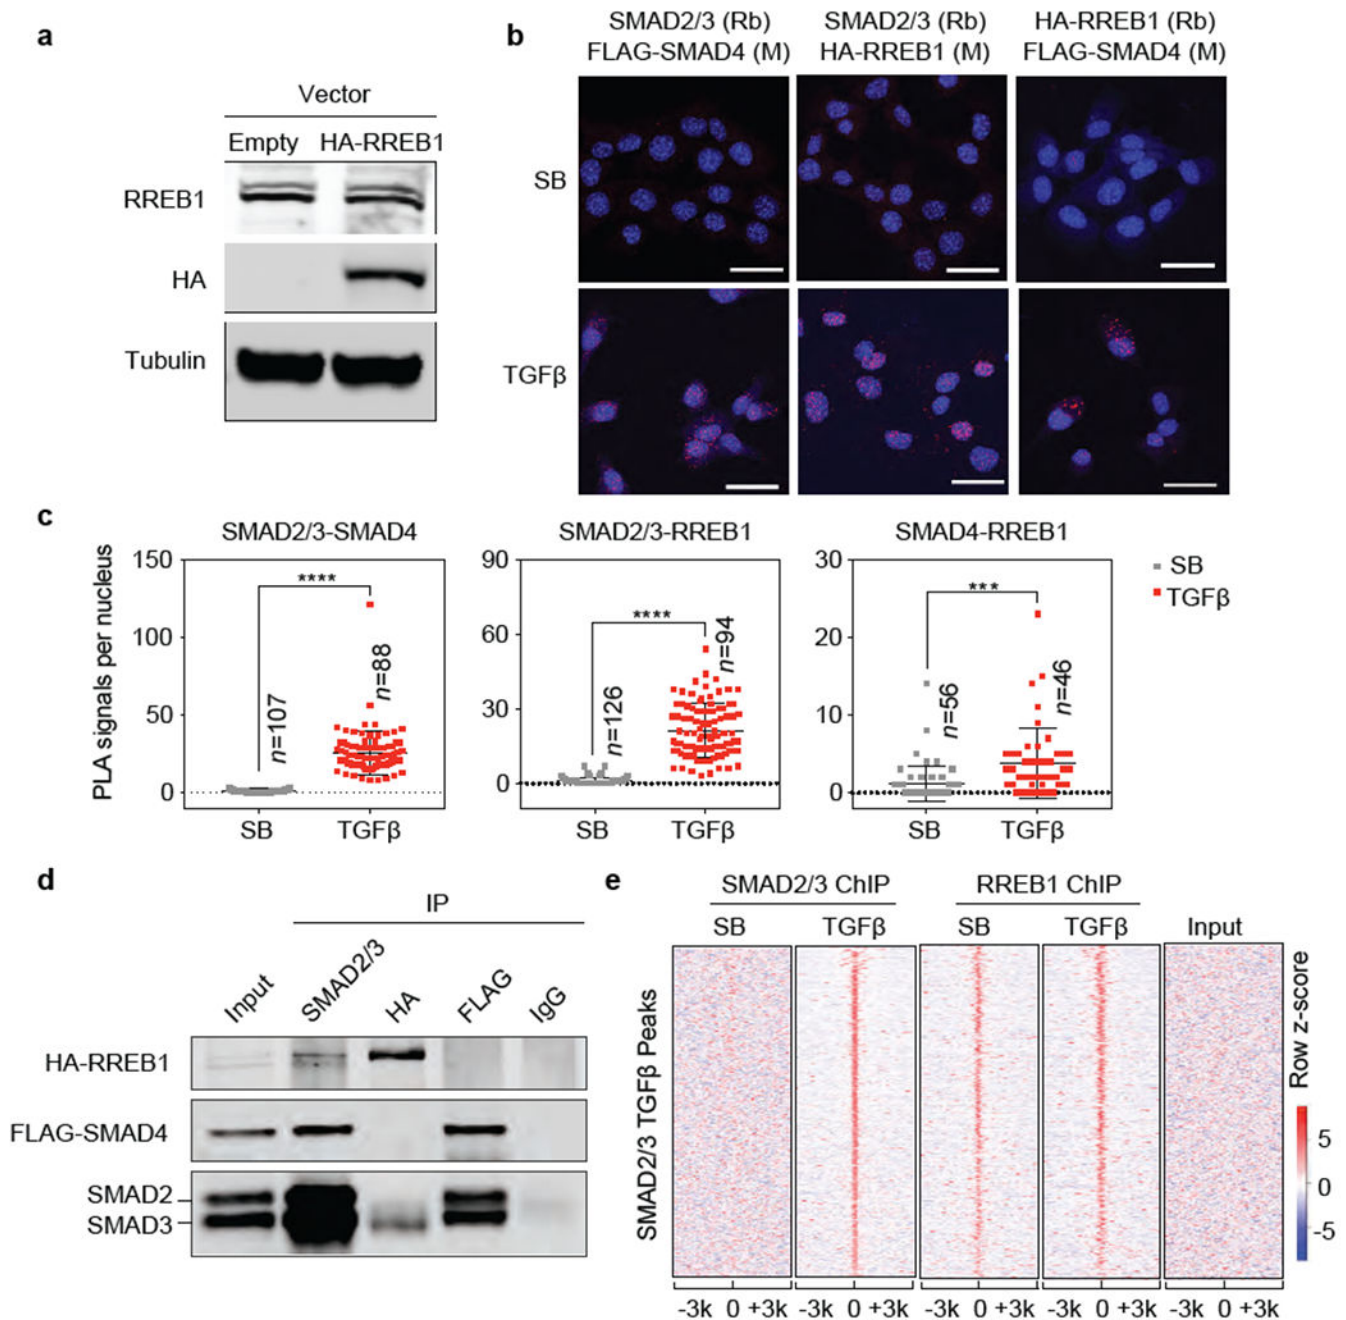 a
Vector
Empty HA-RREB1
RREB1
HA
Tubulin
b
SMAD2/3 (Rb)
FLAG-SMAD4 (M)
SMAD2/3 (Rb)
HA-RREB1 (M)
HA-RREB1 (Rb)
FLAG-SMAD4 (M)
SB
TGFβ
c
PLA signals per nucleus
SMAD2/3-SMAD4
150
100
50
0
****
n=107
n=88
SB TGFβ
SMAD2/3-RREB1
90
60
30
0
****
n=126
n=94
SB TGFβ
SMAD4-RREB1
30
20
10
0
***
n=56
n=46
SB TGFβ
SB
TGFβ
d
IP
Input SMAD2/3 HA FLAG IgG
HA-RREB1
FLAG-SMAD4
SMAD2
SMAD3
e
SMAD2/3 ChIP RREB1 ChIP
SB TGFβ SB TGFβ Input
SMAD2/3 TGFβ Peaks
-3k 0 +3k -3k 0 +3k -3k 0 +3k -3k 0 +3k -3k 0 +3k
Row z-score
5
0
-5